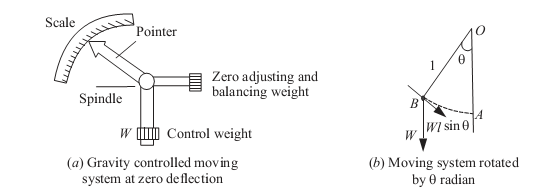 Scale
Pointer
Zero adjusting and
balancing weight
Spindle
W
Control weight
(a) Gravity controlled moving
system at zero deflection
O
1
θ
B
A
Wl sin θ
W
(b) Moving system rotated
by θ radian